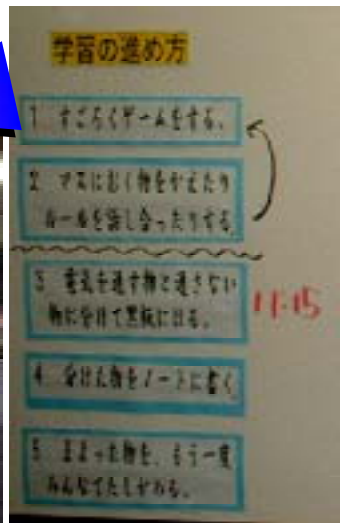 学習の進め方
1 すごろくゲームをする。
2 マスにおく物をかえたり
ルールを話し合ったりする。
3 電気を通す物と通さない
物に分けて黒板にはる。
11:15
4 分けた物をノートに書く。
5 まよった物を、もう一度
みんなでたしかめる。